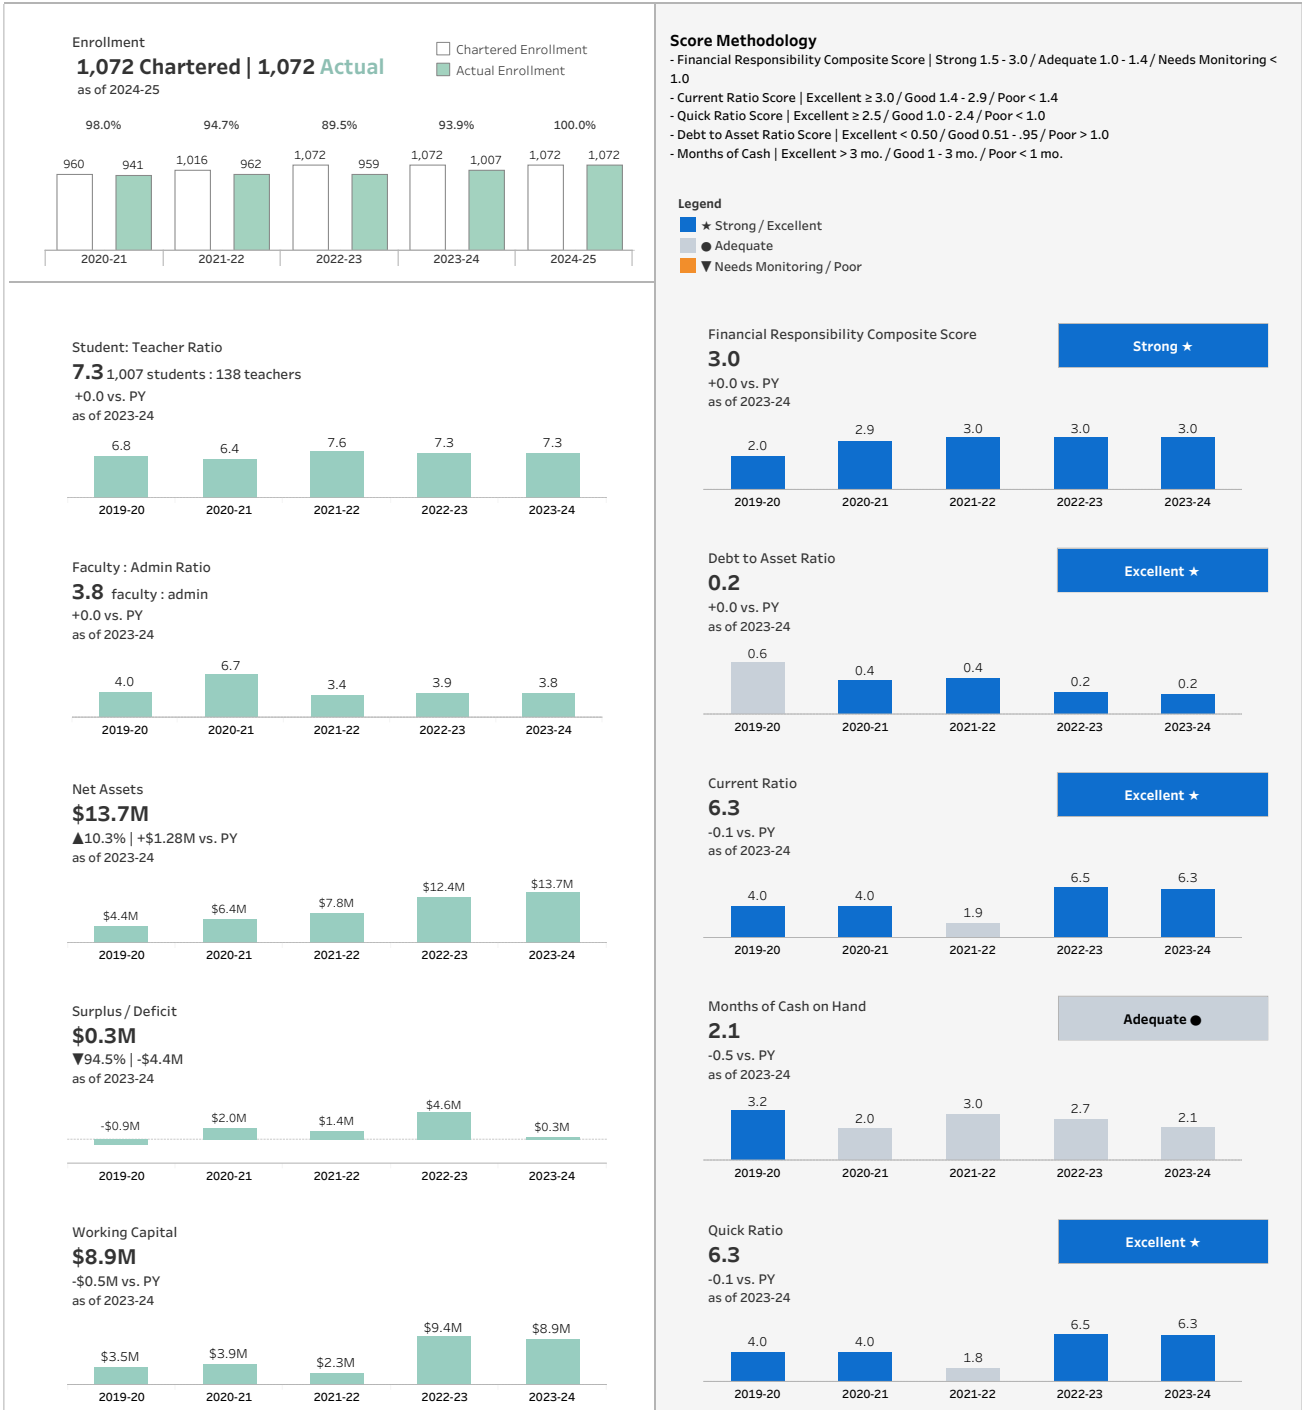 Enrollment
1,072 Chartered | 1,072 Actual
as of 2024-25
Chartered Enrollment
Actual Enrollment
98.0% 94.7% 89.5% 93.9% 100.0%
960 941 1,016 962 1,072 959 1,072 1,007 1,072 1,072
2020-21 2021-22 2022-23 2023-24 2024-25
Score Methodology
- Financial Responsibility Composite Score | Strong 1.5 - 3.0 / Adequate 1.0 - 1.4 / Needs Monitoring <
1.0
- Current Ratio Score | Excellent ≥ 3.0 / Good 1.4 - 2.9 / Poor < 1.4
- Quick Ratio Score | Excellent ≥ 2.5 / Good 1.0 - 2.4 / Poor < 1.0
- Debt to Asset Ratio Score | Excellent < 0.50 / Good 0.51 - .95 / Poor > 1.0
- Months of Cash | Excellent > 3 mo. / Good 1 - 3 mo. / Poor < 1 mo.
Legend
★ Strong / Excellent
● Adequate
▼ Needs Monitoring / Poor
Student: Teacher Ratio
7.3 1,007 students : 138 teachers
+0.0 vs. PY
as of 2023-24
6.8 6.4 7.6 7.3 7.3
2019-20 2020-21 2021-22 2022-23 2023-24
Faculty : Admin Ratio
3.8 faculty : admin
+0.0 vs. PY
as of 2023-24
4.0 6.7 3.4 3.9 3.8
2019-20 2020-21 2021-22 2022-23 2023-24
Net Assets
$13.7M
▲10.3% | +$1.28M vs. PY
as of 2023-24
$4.4M $6.4M $7.8M $12.4M $13.7M
2019-20 2020-21 2021-22 2022-23 2023-24
Surplus / Deficit
$0.3M
▼94.5% | -$4.4M
as of 2023-24
-$0.9M $2.0M $1.4M $4.6M $0.3M
2019-20 2020-21 2021-22 2022-23 2023-24
Working Capital
$8.9M
-$0.5M vs. PY
as of 2023-24
$3.5M $3.9M $2.3M $9.4M $8.9M
2019-20 2020-21 2021-22 2022-23 2023-24
Financial Responsibility Composite Score
3.0
+0.0 vs. PY
as of 2023-24
Strong ★
2.0 2.9 3.0 3.0 3.0
2019-20 2020-21 2021-22 2022-23 2023-24
Debt to Asset Ratio
0.2
+0.0 vs. PY
as of 2023-24
Excellent ★
0.6 0.4 0.4 0.2 0.2
2019-20 2020-21 2021-22 2022-23 2023-24
Current Ratio
6.3
-0.1 vs. PY
as of 2023-24
Excellent ★
4.0 4.0 1.9 6.5 6.3
2019-20 2020-21 2021-22 2022-23 2023-24
Months of Cash on Hand
2.1
-0.5 vs. PY
as of 2023-24
Adequate ●
3.2 2.0 3.0 2.7 2.1
2019-20 2020-21 2021-22 2022-23 2023-24
Quick Ratio
6.3
-0.1 vs. PY
as of 2023-24
Excellent ★
4.0 4.0 1.8 6.5 6.3
2019-20 2020-21 2021-22 2022-23 2023-24